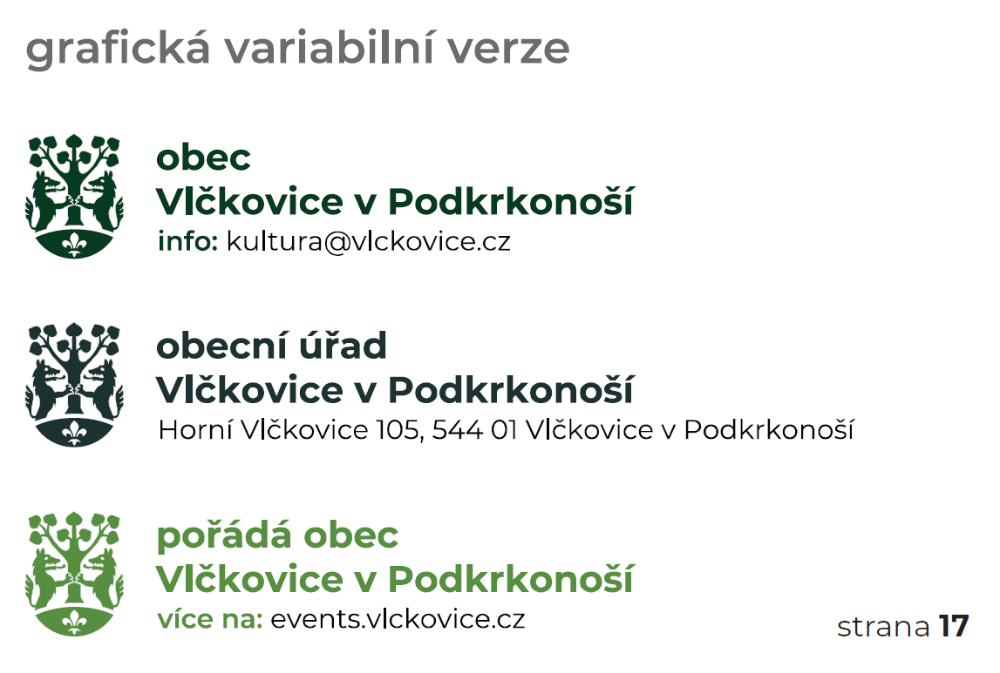 grafická variabilní verze
obec
Vlčkovice v Podkrkonoší
info: kultura@vlckovice.cz
obecní úřad
Vlčkovice v Podkrkonoší
Horní Vlčkovice 105, 544 01 Vlčkovice v Podkrkonoší
pořádá obec
Vlčkovice v Podkrkonoší
více na: events.vlckovice.cz
strana 17